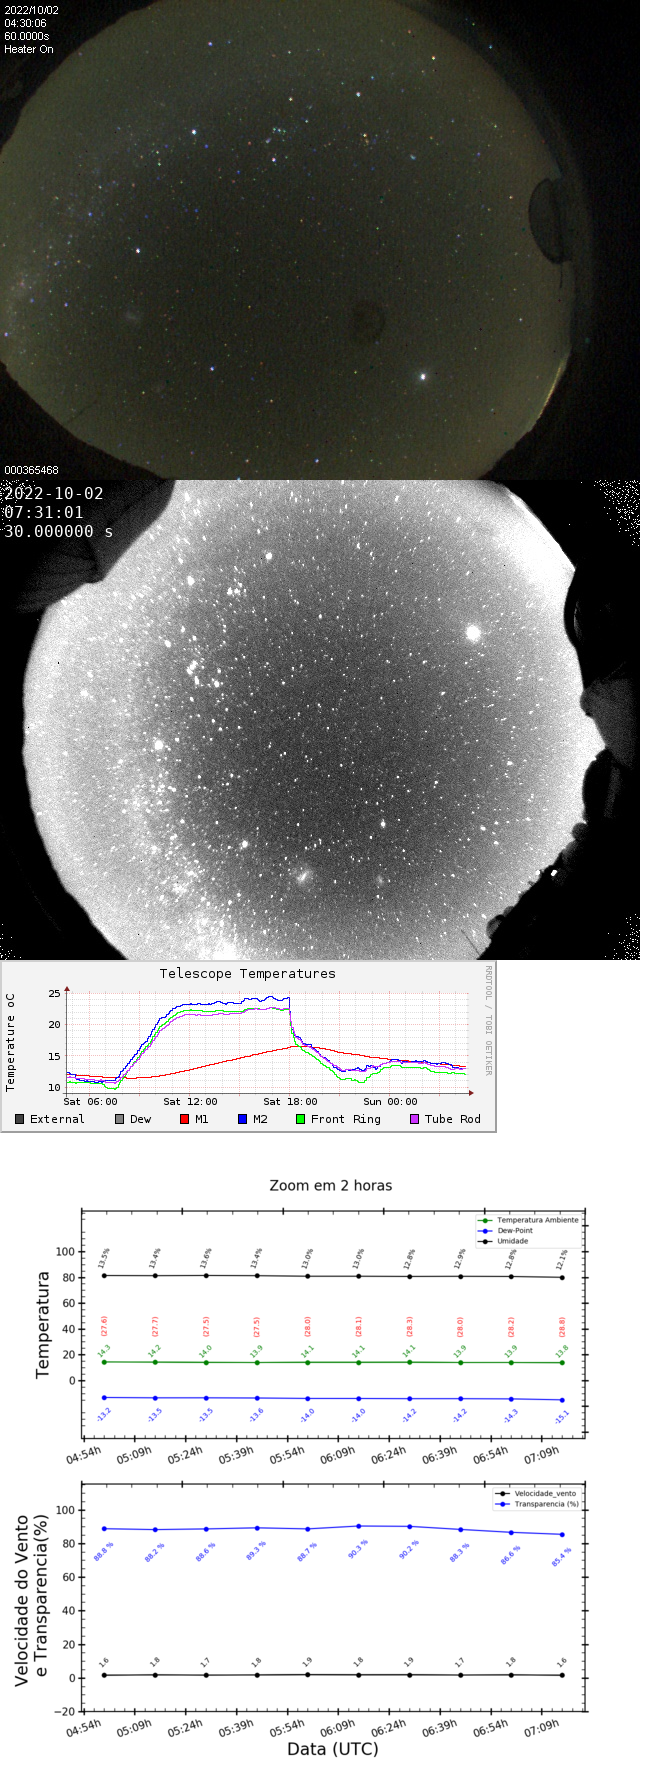 2022/10/02
04:30:06
60.0000s
Heater On
000365468
2022-10-02
07:31:01
30.000000 s
Telescope Temperatures
RRDTOOL / TOBI OETIKER
Temperature oC
25
20
15
10
Sat 06:00 Sat 12:00 Sat 18:00 Sun 00:00
External Dew M1 M2 Front Ring Tube Rod
Zoom em 2 horas
Temperatura Ambiente
Dew-Point
Umidade
Temperatura
100
80
60
40
20
0
13.5% 13.4% 13.6% 13.4% 13.0% 13.0% 12.8% 12.9% 12.8% 12.1%
(27.6) (27.7) (27.5) (27.5) (28.0) (28.1) (28.3) (28.0) (28.2) (28.8)
14.3 14.2 14.0 13.9 14.1 14.1 14.1 13.9 13.9 13.8
-13.2 -13.5 -13.5 -13.6 -14.0 -14.0 -14.2 -14.2 -14.3 -15.1
04:54h 05:09h 05:24h 05:39h 05:54h 06:09h 06:24h 06:39h 06:54h 07:09h
Velocidade_vento
Transparencia (%)
Velocidade do Vento
e Transparencia(%)
100
80
60
40
20
0
−20
88.8 % 88.2 % 88.6 % 89.3 % 88.7 % 90.3 % 90.2 % 88.3 % 86.6 % 85.4 %
1.6 1.8 1.7 1.8 1.9 1.8 1.9 1.7 1.8 1.6
04:54h 05:09h 05:24h 05:39h 05:54h 06:09h 06:24h 06:39h 06:54h 07:09h
Data (UTC)